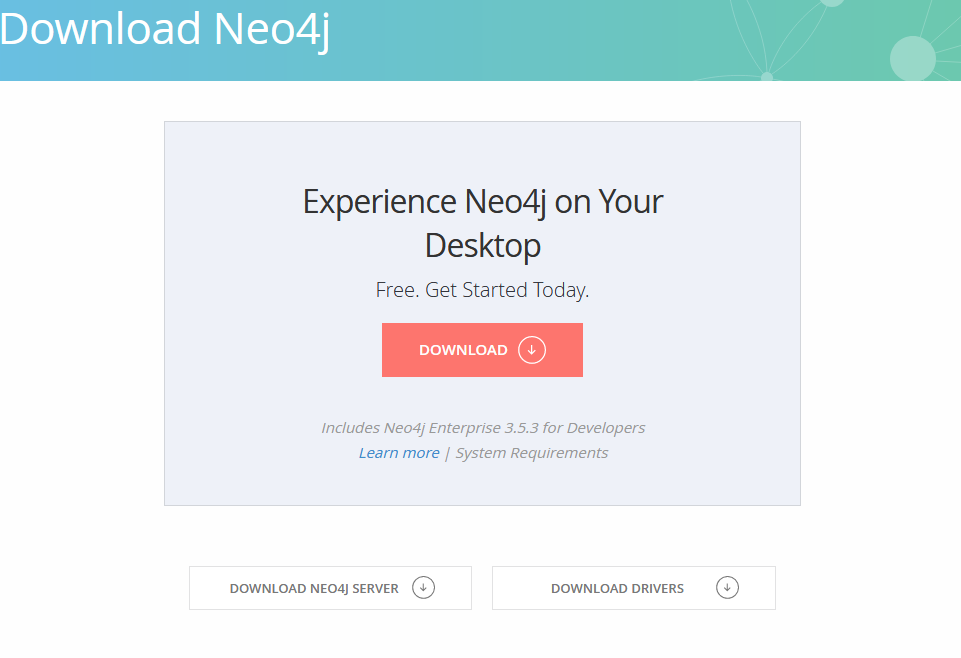 Download Neo4j
Experience Neo4j on Your
Desktop
Free. Get Started Today.
DOWNLOAD
Includes Neo4j Enterprise 3.5.3 for Developers
Learn more | System Requirements
DOWNLOAD NEO4J SERVER
DOWNLOAD DRIVERS